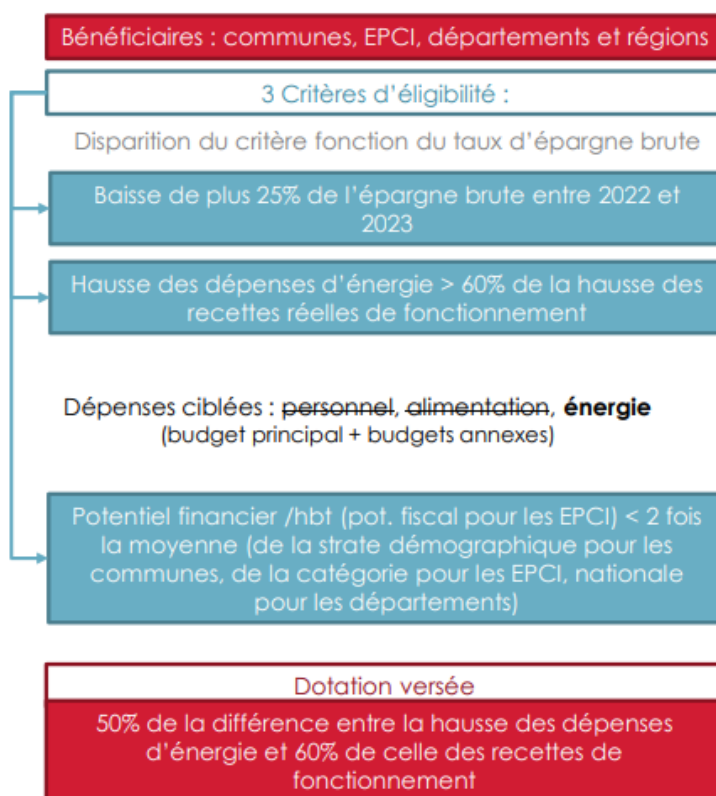 Bénéficiaires : communes, EPCI, départements et régions
3 Critères d'éligibilité :
Disparition du critère fonction du taux d'épargne brute
Baisse de plus 25% de l'épargne brute entre 2022 et
2023
Hausse des dépenses d'énergie > 60% de la hausse des
recettes réelles de fonctionnement
Dépenses ciblées : personnel, alimentation, énergie
(budget principal + budgets annexes)
Potentiel financier /hbt (pot. fiscal pour les EPCI) < 2 fois
la moyenne (de la strate démographique pour les
communes, de la catégorie pour les EPCI, nationale
pour les départements)
Dotation versée
50% de la différence entre la hausse des dépenses
d'énergie et 60% de celle des recettes de
fonctionnement